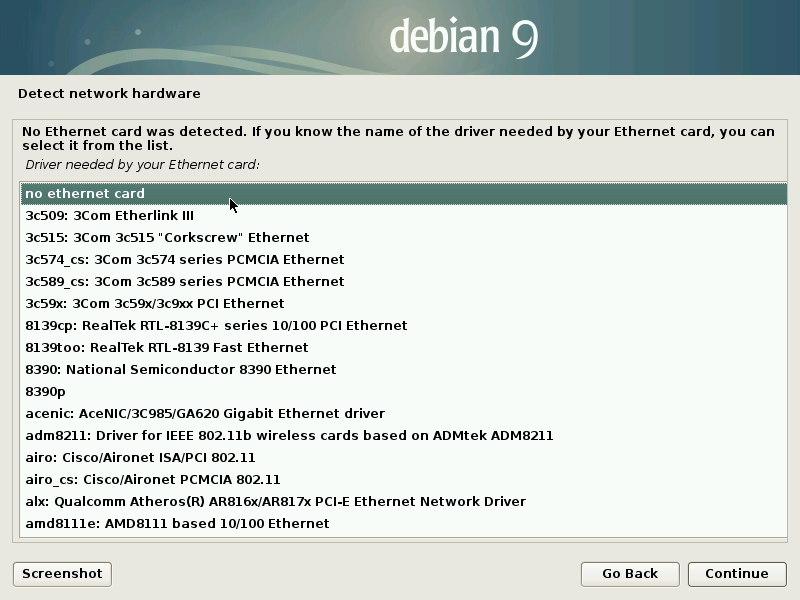 debian 9
Detect network hardware
No Ethernet card was detected. If you know the name of the driver needed by your Ethernet card, you can
select it from the list.
Driver needed by your Ethernet card:
no ethernet card
3c509: 3Com Etherlink III
3c515: 3Com 3c515 "Corkscrew" Ethernet
3c574_cs: 3Com 3c574 series PCMCIA Ethernet
3c589_cs: 3Com 3c589 series PCMCIA Ethernet
3c59x: 3Com 3c59x/3c9xx PCI Ethernet
8139cp: RealTek RTL-8139C+ series 10/100 PCI Ethernet
8139too: RealTek RTL-8139 Fast Ethernet
8390: National Semiconductor 8390 Ethernet
8390p
acenic: AceNIC/3C985/GA620 Gigabit Ethernet driver
adm8211: Driver for IEEE 802.11b wireless cards based on ADMtek ADM8211
airo: Cisco/Aironet ISA/PCI 802.11
airo_cs: Cisco/Aironet PCMCIA 802.11
alx: Qualcomm Atheros(R) AR816x/AR817x PCI-E Ethernet Network Driver
amd8111e: AMD8111 based 10/100 Ethernet
Screenshot
Go Back
Continue